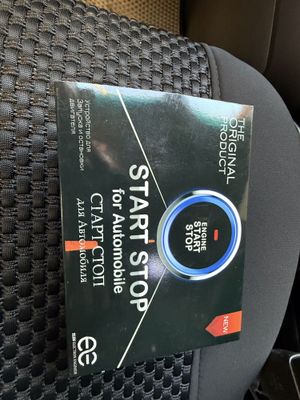 THE
ORIGINAL
PRODUCT
ENGINE
START
STOP
NEW
START STOP
for Automobile
СТАРТ-СТОП
для Автомобиля
Устройство для
Запуска и остановки
двигателя